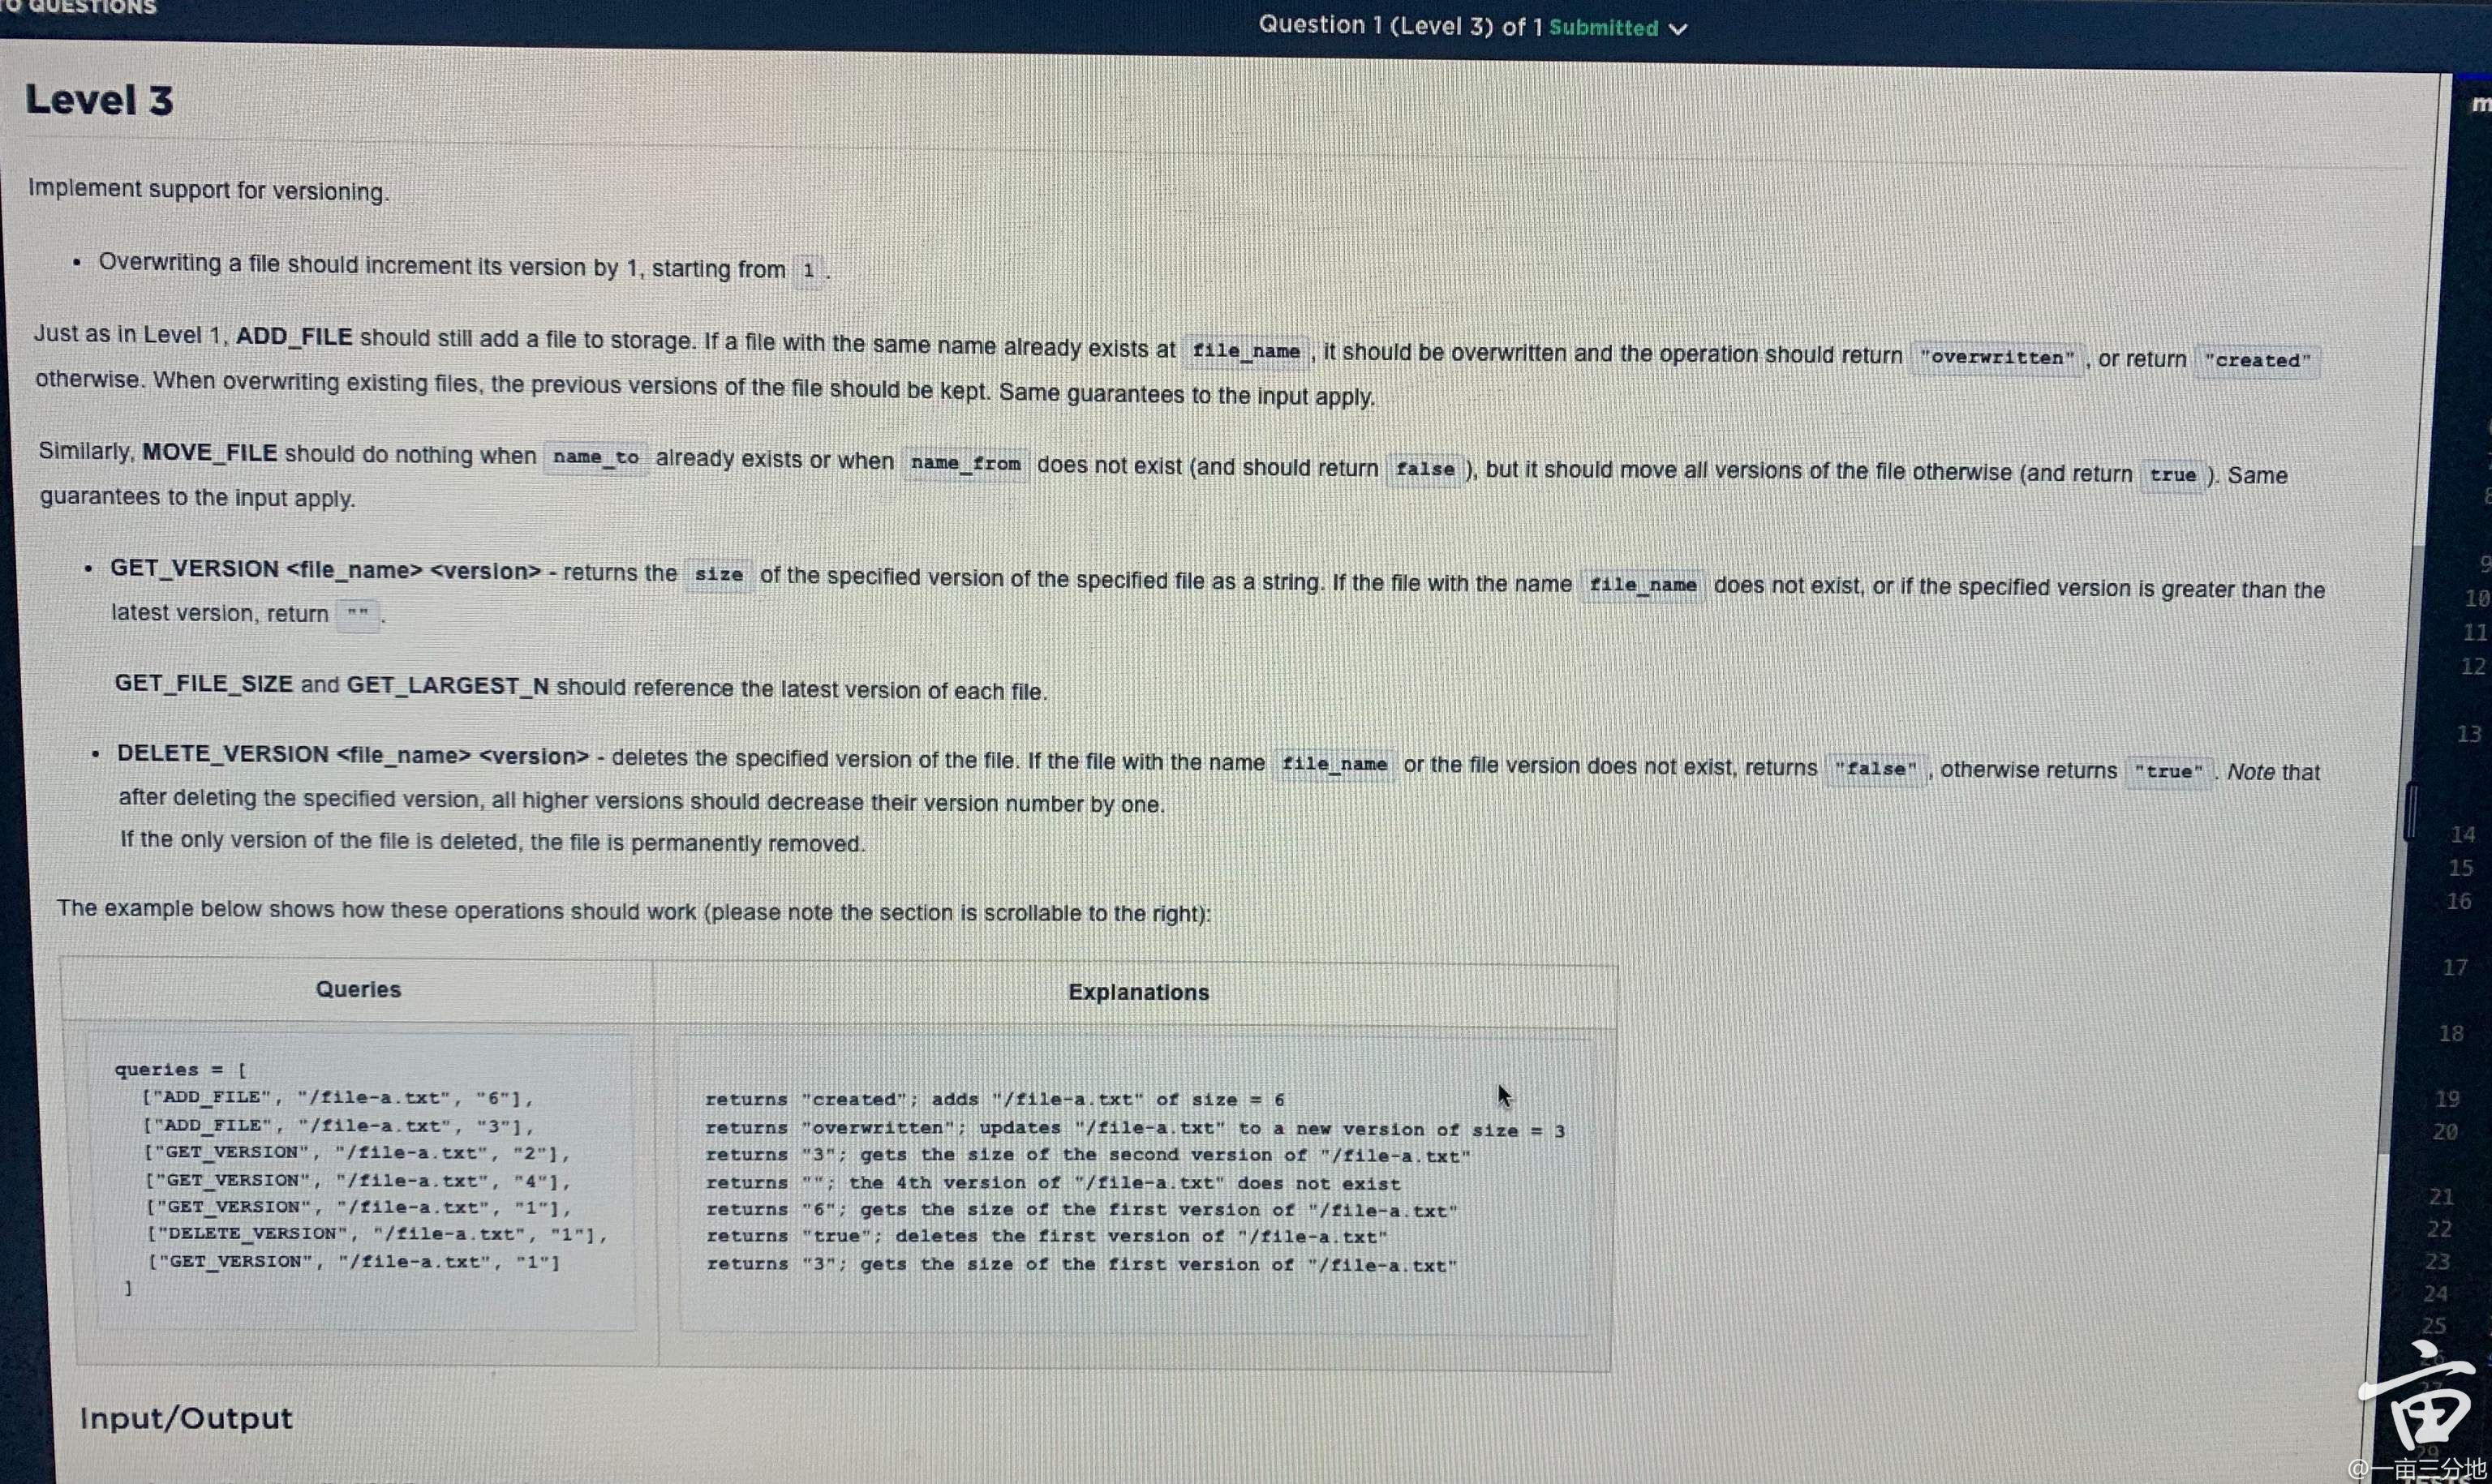 TO QUESTIONS
Question 1 (Level 3) of 1 Submitted
Level 3
m
Implement support for versioning.
• Overwriting a file should increment its version by 1, starting from 1 .
Just as in Level 1, ADD_FILE should still add a file to storage. If a file with the same name already exists at file_name , it should be overwritten and the operation should return "overwritten" , or return "created"
otherwise. When overwriting existing files, the previous versions of the file should be kept. Same guarantees to the input apply.
Similarly, MOVE_FILE should do nothing when name_to already exists or when name_from does not exist (and should return false ), but it should move all versions of the file otherwise (and return true ). Same
guarantees to the input apply.
• GET_VERSION <file_name> <version> - returns the size of the specified version of the specified file as a string. If the file with the name file_name does not exist, or if the specified version is greater than the
latest version, return "" .
GET_FILE_SIZE and GET_LARGEST_N should reference the latest version of each file.
• DELETE_VERSION <file_name> <version> - deletes the specified version of the file. If the file with the name file_name or the file version does not exist, returns "false" , otherwise returns "true" . Note that
after deleting the specified version, all higher versions should decrease their version number by one.
If the only version of the file is deleted, the file is permanently removed.
The example below shows how these operations should work (please note the section is scrollable to the right):
Queries
Explanations
queries = [
["ADD_FILE", "/file-a.txt", "6"],
["ADD_FILE", "/file-a.txt", "3"],
["GET_VERSION", "/file-a.txt", "2"],
["GET_VERSION", "/file-a.txt", "4"],
["GET_VERSION", "/file-a.txt", "1"],
["DELETE_VERSION", "/file-a.txt", "1"],
["GET_VERSION", "/file-a.txt", "1"]
]
returns "created"; adds "/file-a.txt" of size = 6
returns "overwritten"; updates "/file-a.txt" to a new version of size = 3
returns "3"; gets the size of the second version of "/file-a.txt"
returns ""; the 4th version of "/file-a.txt" does not exist
returns "6"; gets the size of the first version of "/file-a.txt"
returns "true"; deletes the first version of "/file-a.txt"
returns "3"; gets the size of the first version of "/file-a.txt"
Input/Output
9
10
11
12
13
14
15
16
17
18
19
20
21
22
23
24
25
29
@一亩三分地